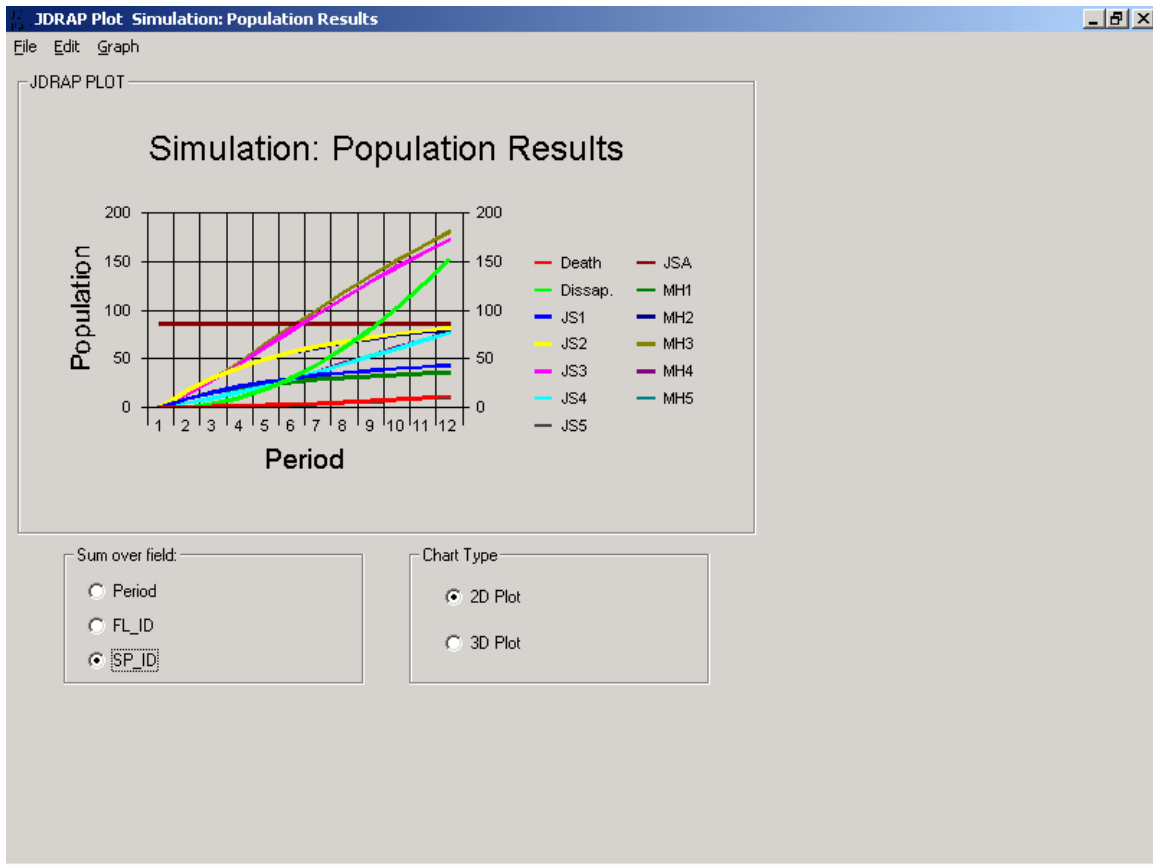 JDRAP Plot Simulation: Population Results
File Edit Graph
JDRAP PLOT
Simulation: Population Results
Population
200
150
100
50
0
200
150
100
50
0
1 2 3 4 5 6 7 8 9 10 11 12
Period
Death JSA
Dissap. MH1
JS1 MH2
JS2 MH3
JS3 MH4
JS4 MH5
JS5
Sum over field:
Period
FL_ID
SP_ID
Chart Type
2D Plot
3D Plot